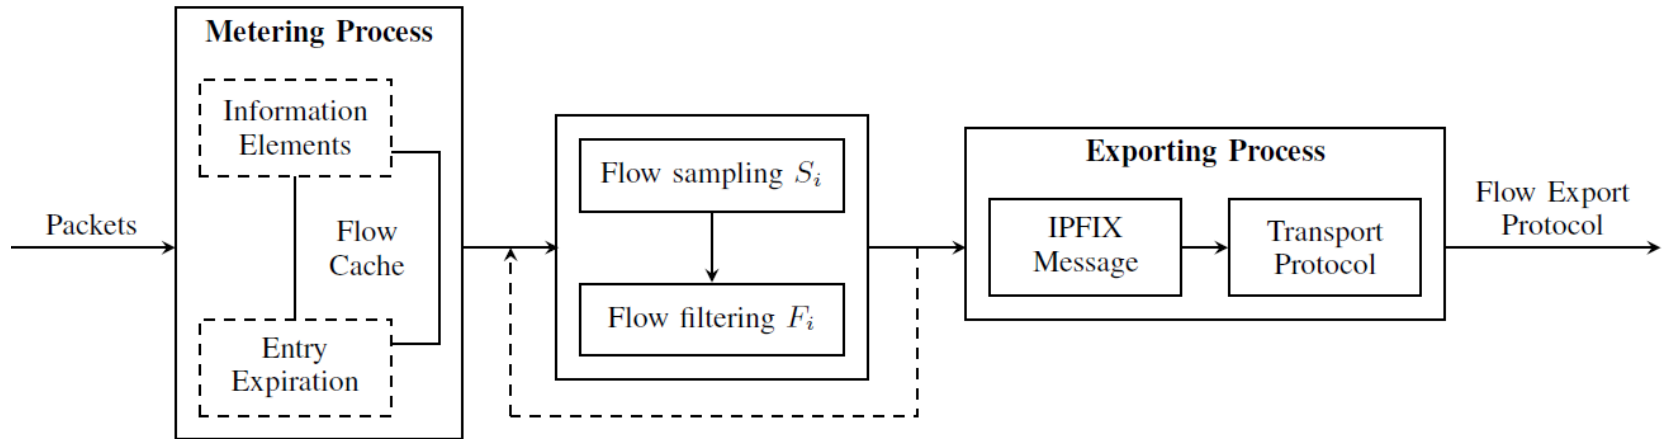 Metering Process
Information
Elements
Packets
Flow
Cache
Entry
Expiration
Flow sampling $S_i$
Flow filtering $F_i$
Exporting Process
IPFIX
Message
Transport
Protocol
Flow Export
Protocol